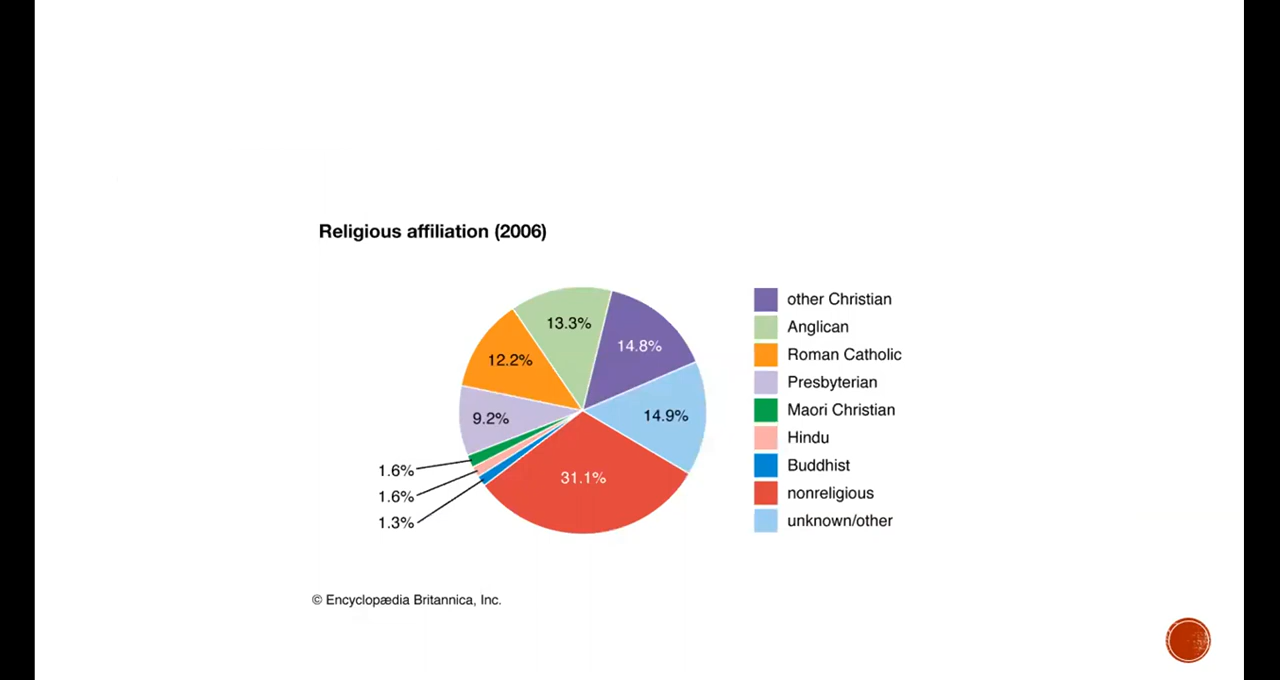 Religious affiliation (2006)
13.3%
14.8%
12.2%
14.9%
9.2%
31.1%
1.6%
1.6%
1.3%
other Christian
Anglican
Roman Catholic
Presbyterian
Maori Christian
Hindu
Buddhist
nonreligious
unknown/other
© Encyclopædia Britannica, Inc.